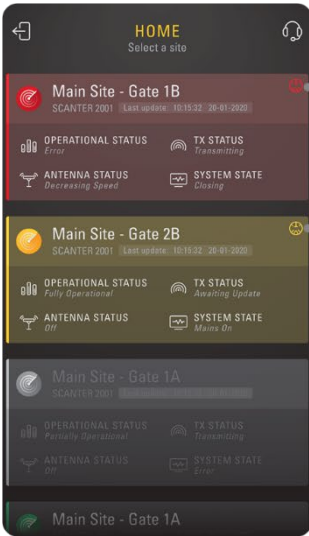 HOME
Select a site
Main Site - Gate 1B
SCANTER 2001 Last update: 10:15:32 20-01-2020
OPERATIONAL STATUS TX STATUS
Error Transmitting
ANTENNA STATUS SYSTEM STATE
Decreasing Speed Closing
Main Site - Gate 2B
SCANTER 2001 Last update: 10:15:32 20-01-2020
OPERATIONAL STATUS TX STATUS
Fully Operational Awaiting Update
ANTENNA STATUS SYSTEM STATE
Off Mains On
Main Site - Gate 1A
SCANTER 2001
OPERATIONAL STATUS TX STATUS
Partially Operational Transmitting
ANTENNA STATUS SYSTEM STATE
Off Error
Main Site - Gate 1A